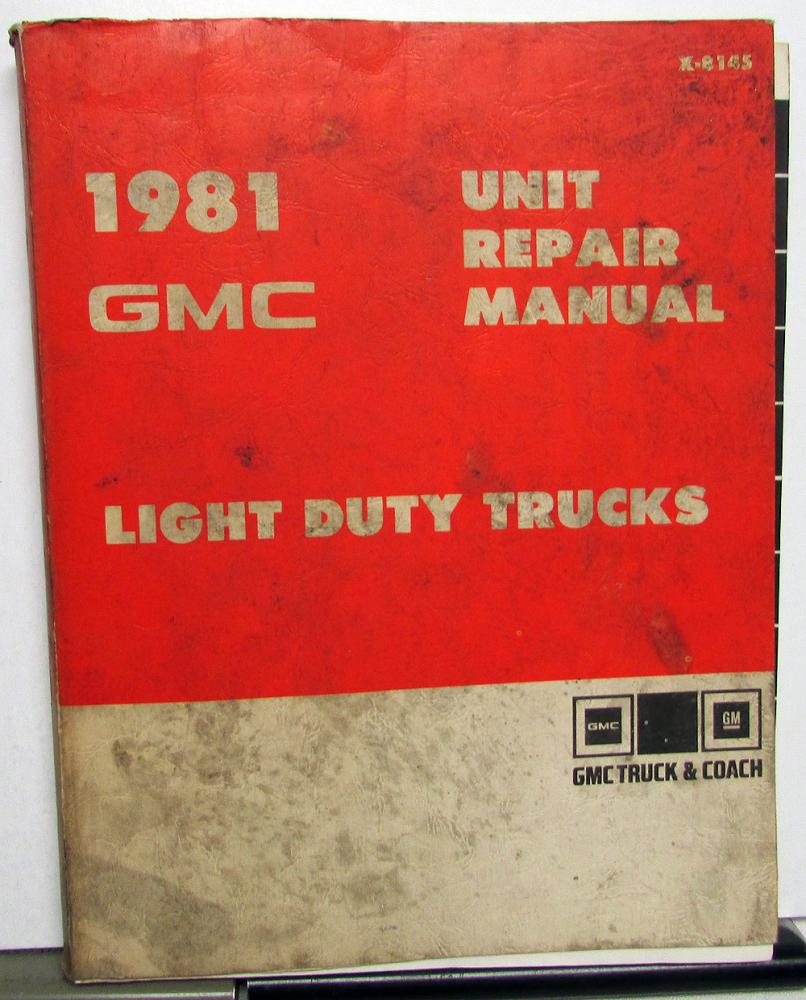 X-8145
1981
GMC
UNIT
REPAIR
MANUAL
LIGHT DUTY TRUCKS
GMC
GM
GMC TRUCK & COACH